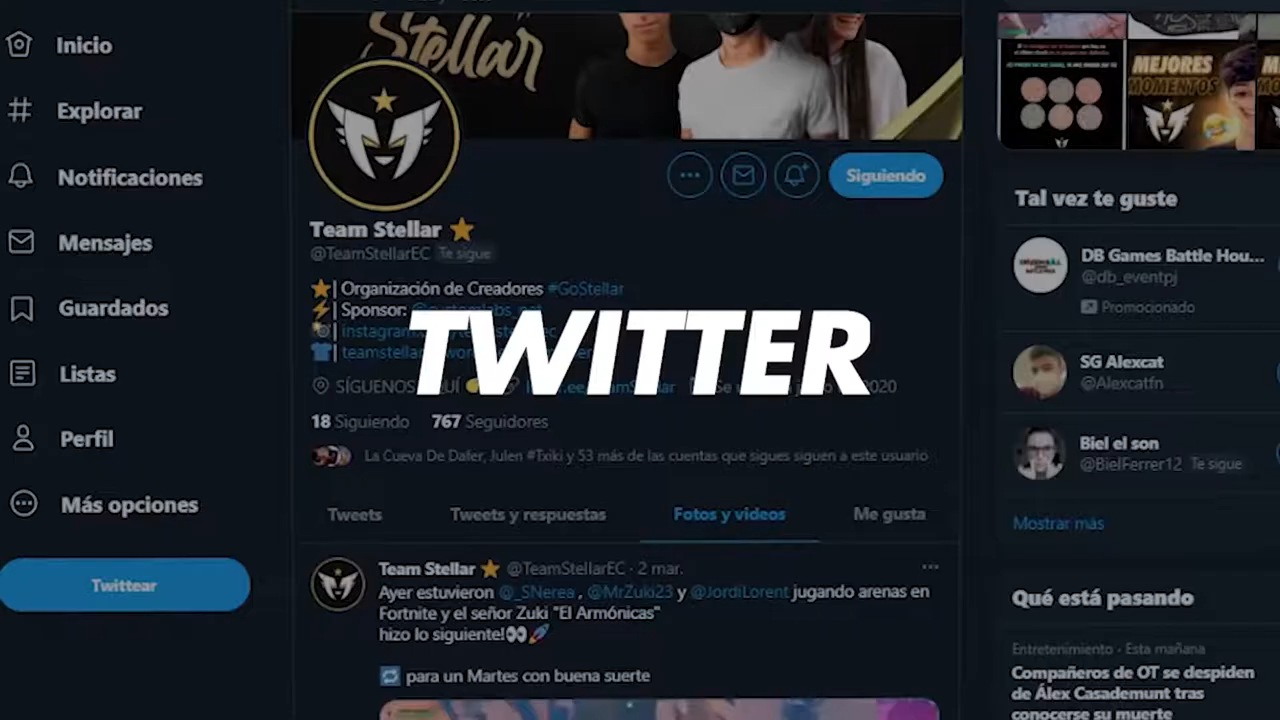 Inicio
Explorar
Notificaciones
Mensajes
Guardados
Listas
Perfil
Más opciones
Twittear
Stellar
Siguiendo
Team Stellar
@TeamStellarEC Te sigue
| Organización de Creadores #GoStellar
| Sponsor:
TWITTER
2020
18 Siguiendo 767 Seguidores
La Cueva De Dafer, Julen #Txiki y 53 más de las cuentas que sigues siguen a este usuario
Tweets Tweets y respuestas Fotos y videos Me gusta
Team Stellar @TeamStellarEC · 2 mar.
Ayer estuvieron @_SNerea , @MrZuki23 y @JordiLorent jugando arenas en
Fortnite y el señor Zuki "El Armónicas"
hizo lo siguiente!
para un Martes con buena suerte
MEJORES
MOMENTOS
Tal vez te guste
DB Games Battle Hou...
@db_eventpj
Promocionado
SG Alexcat
@Alexcatfn
Biel el son
@BielFerrer12 Te sigue
Mostrar más
Qué está pasando
Entretenimiento · Esta mañana
Compañeros de OT se despiden
de Álex Casademunt tras
conocerse su muerte